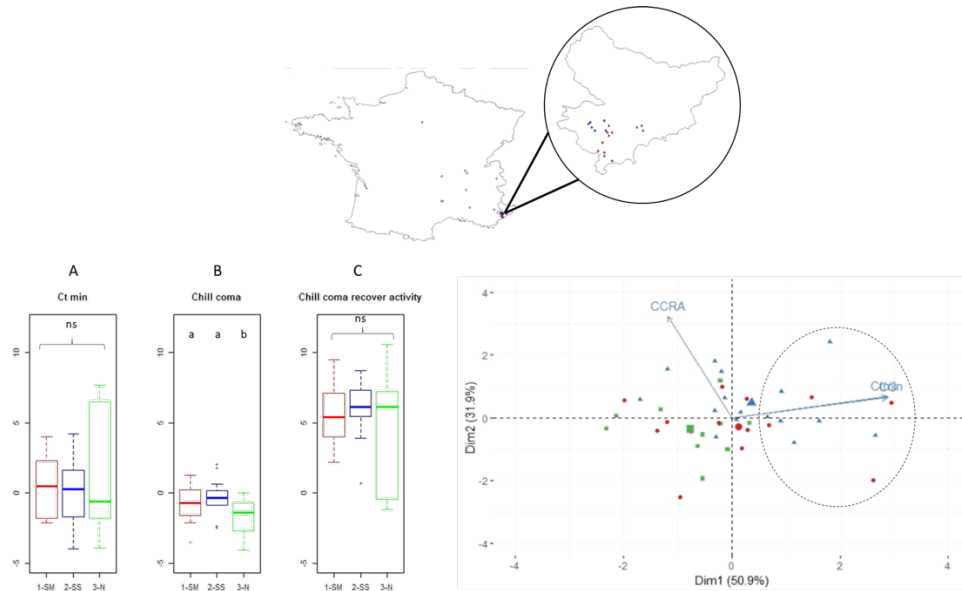 A
B
C
Ct min
Chill coma
Chill coma recover activity
ns
a a b
ns
10
5
0
-5
1-SM 2-SS 3-N
10
5
0
-5
1-SM 2-SS 3-N
10
5
0
-5
1-SM 2-SS 3-N
CCRA
4
2
0
-2
-4
Dim2 (31.9%)
-4 -2 0 2 4
Dim1 (50.9%)